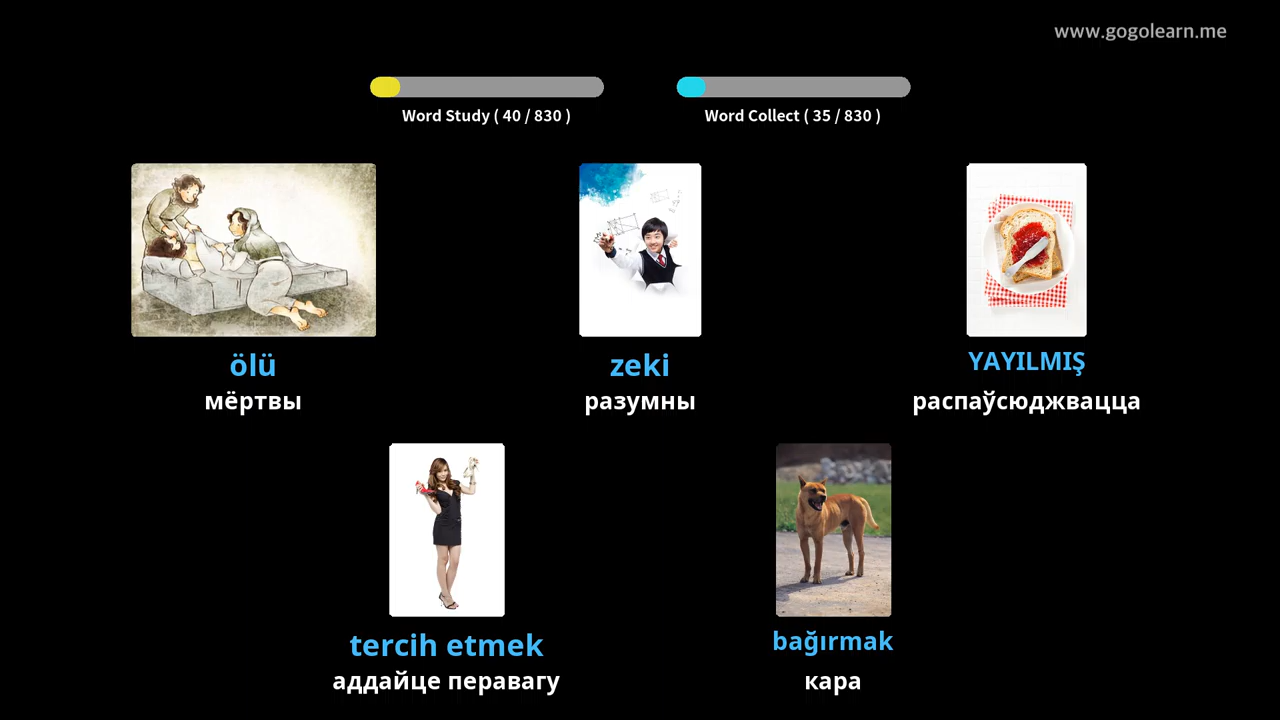 www.gogolearn.me
Word Study ( 40 / 830 )
Word Collect ( 35 / 830 )
ölü
мёртвы
zeki
разумны
YAYILMIŞ
распаўсюджвацца
tercih etmek
аддайце перавагу
bağırmak
кара